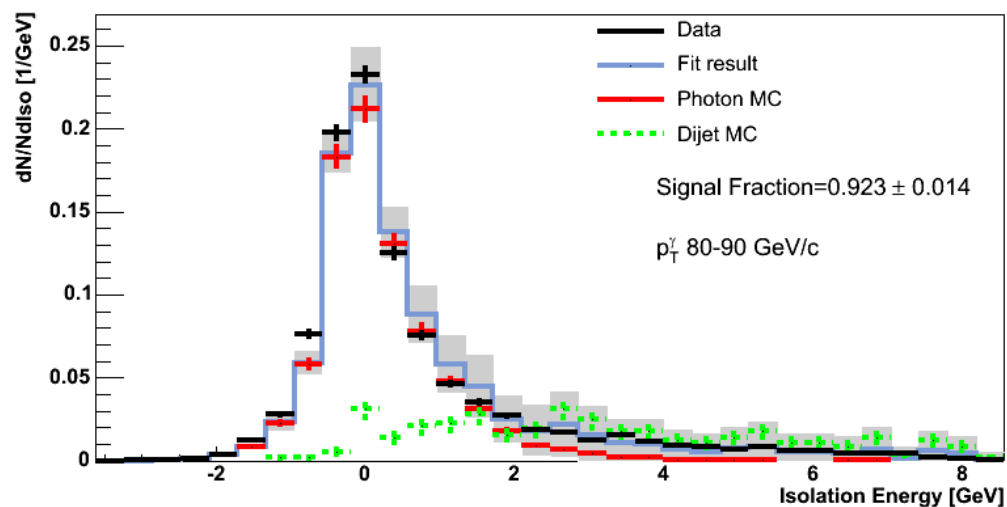 dN/NdIso [1/GeV]
0.25
0.2
0.15
0.1
0.05
0
Data
Fit result
Photon MC
Dijet MC
Signal Fraction=0.923 ± 0.014
p_T^γ 80-90 GeV/c
-2 0 2 4 6 8
Isolation Energy [GeV]